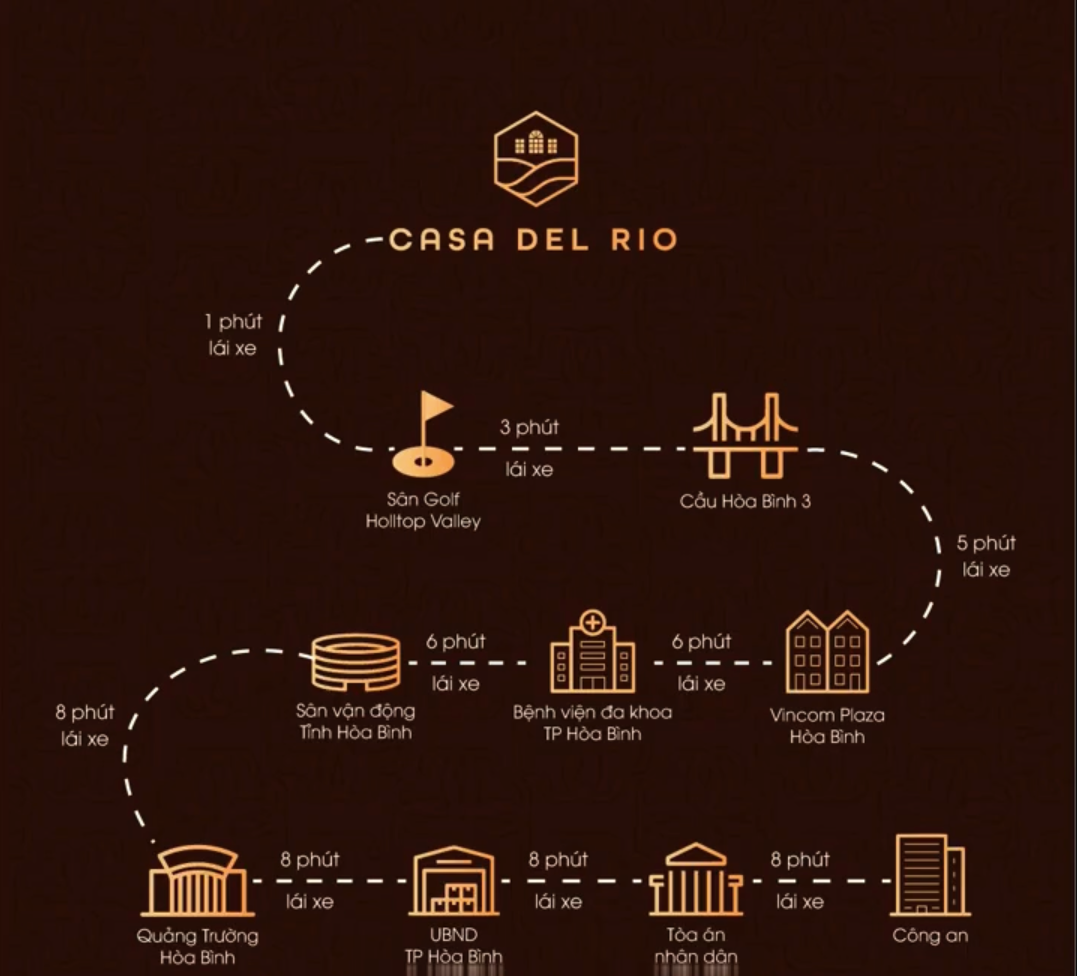 CASA DEL RIO
1 phút
lái xe
3 phút
lái xe
Sân Golf
Holltop Valley
Cầu Hòa Bình 3
5 phút
lái xe
6 phút
lái xe
6 phút
lái xe
Sân vận động
Tỉnh Hòa Bình
Bệnh viện đa khoa
TP Hòa Bình
Vincom Plaza
Hòa Bình
8 phút
lái xe
8 phút
lái xe
8 phút
lái xe
8 phút
lái xe
Quảng Trường
Hòa Bình
UBND
TP Hòa Bình
Tòa án
nhân dân
Công an